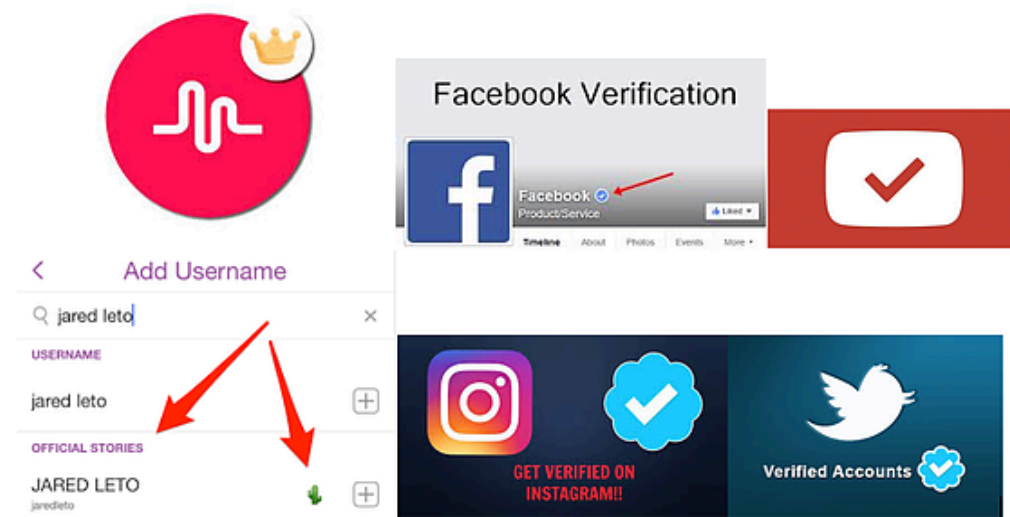 Facebook Verification
f
Facebook
Product/Service
Liked
Timeline About Photos Events More
Add Username
jared leto
USERNAME
jared leto
OFFICIAL STORIES
JARED LETO
jaredleto
GET VERIFIED ON
INSTAGRAM!!
Verified Accounts